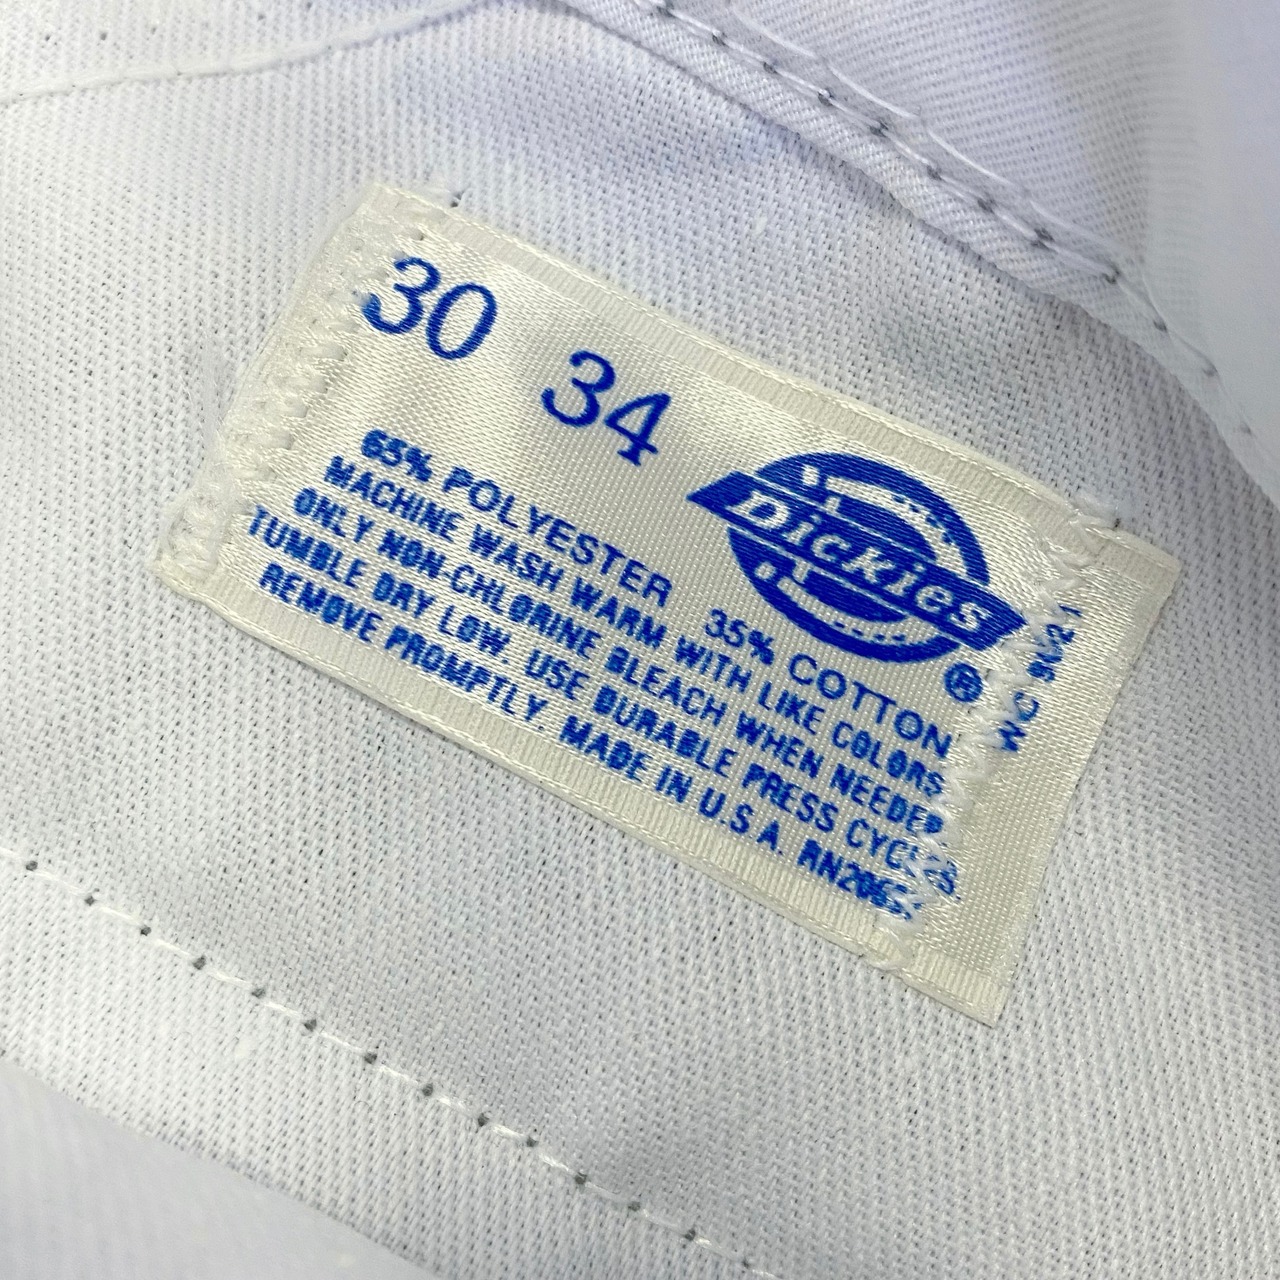 30 34
Dickies
®
65% POLYESTER 35% COTTON
MACHINE WASH WARM WITH LIKE COLORS
ONLY NON-CHLORINE BLEACH WHEN NEEDED.
TUMBLE DRY LOW. USE DURABLE PRESS CYCLES.
REMOVE PROMPTLY. MADE IN U.S.A.
WC